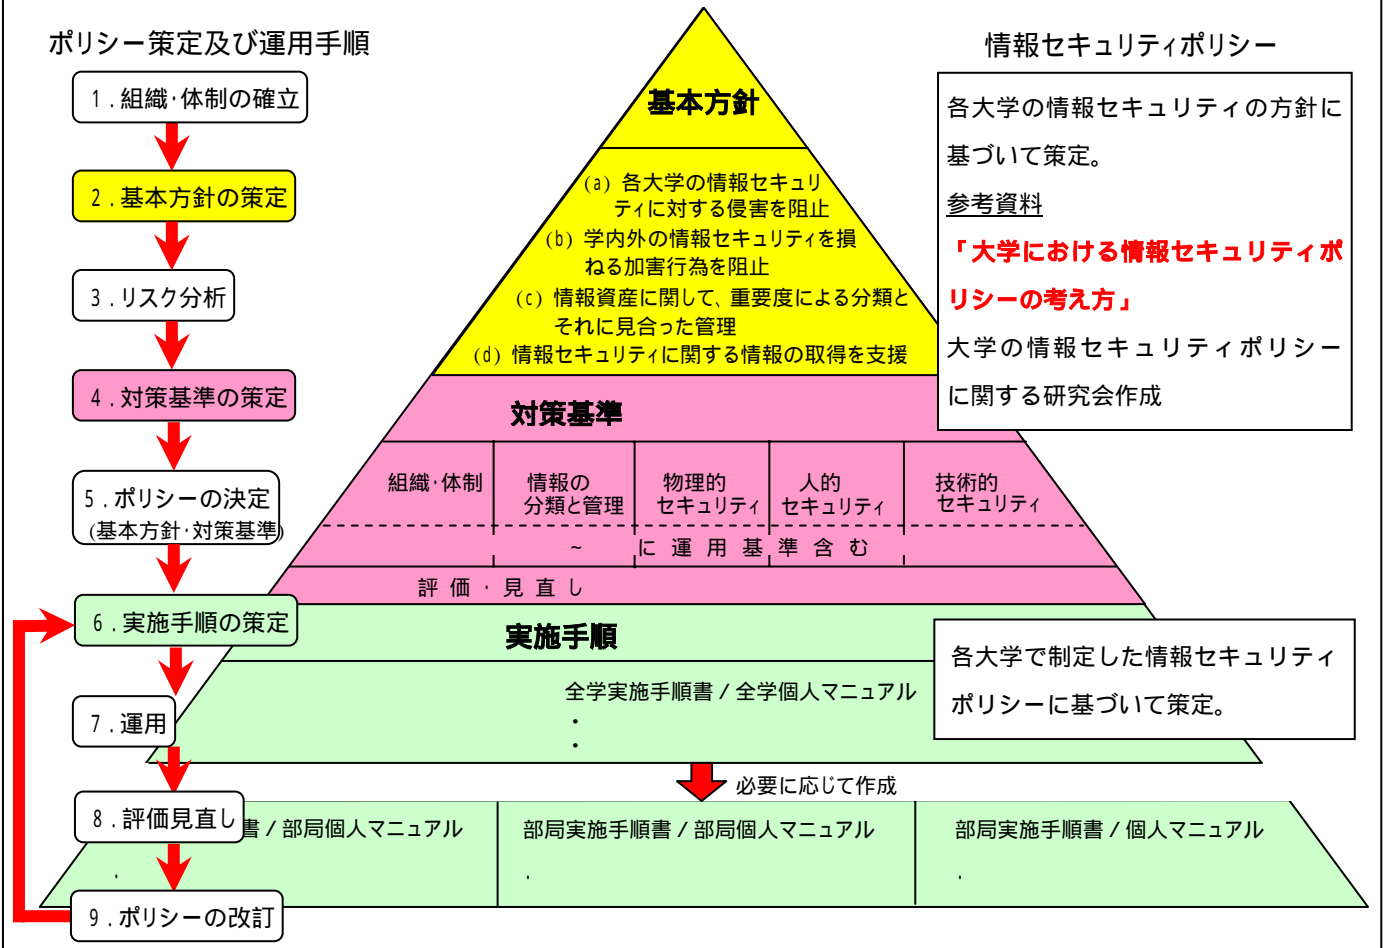 ポリシー策定及び運用手順
1．組織・体制の確立
2．基本方針の策定
3．リスク分析
4．対策基準の策定
5．ポリシーの決定
(基本方針・対策基準)
6．実施手順の策定
7．運用
8．評価見直し
9．ポリシーの改訂
基本方針
(a) 各大学の情報セキュリ
ティに対する侵害を阻止
(b) 学内外の情報セキュリティを損
ねる加害行為を阻止
(c) 情報資産に関して、重要度による分類と
それに見合った管理
(d) 情報セキュリティに関する情報の取得を支援
対策基準
組織・体制
情報の
分類と管理
物理的
セキュリティ
人的
セキュリティ
技術的
セキュリティ
～ に運用基準含む
評価・見直し
実施手順
全学実施手順書 / 全学個人マニュアル
・
・
必要に応じて作成
書 / 部局個人マニュアル
．
部局実施手順書 / 部局個人マニュアル
．
部局実施手順書 / 個人マニュアル
．
情報セキュリティポリシー
各大学の情報セキュリティの方針に
基づいて策定。
参考資料
「大学における情報セキュリティポ
リシーの考え方」
大学の情報セキュリティポリシー
に関する研究会作成
各大学で制定した情報セキュリティ
ポリシーに基づいて策定。